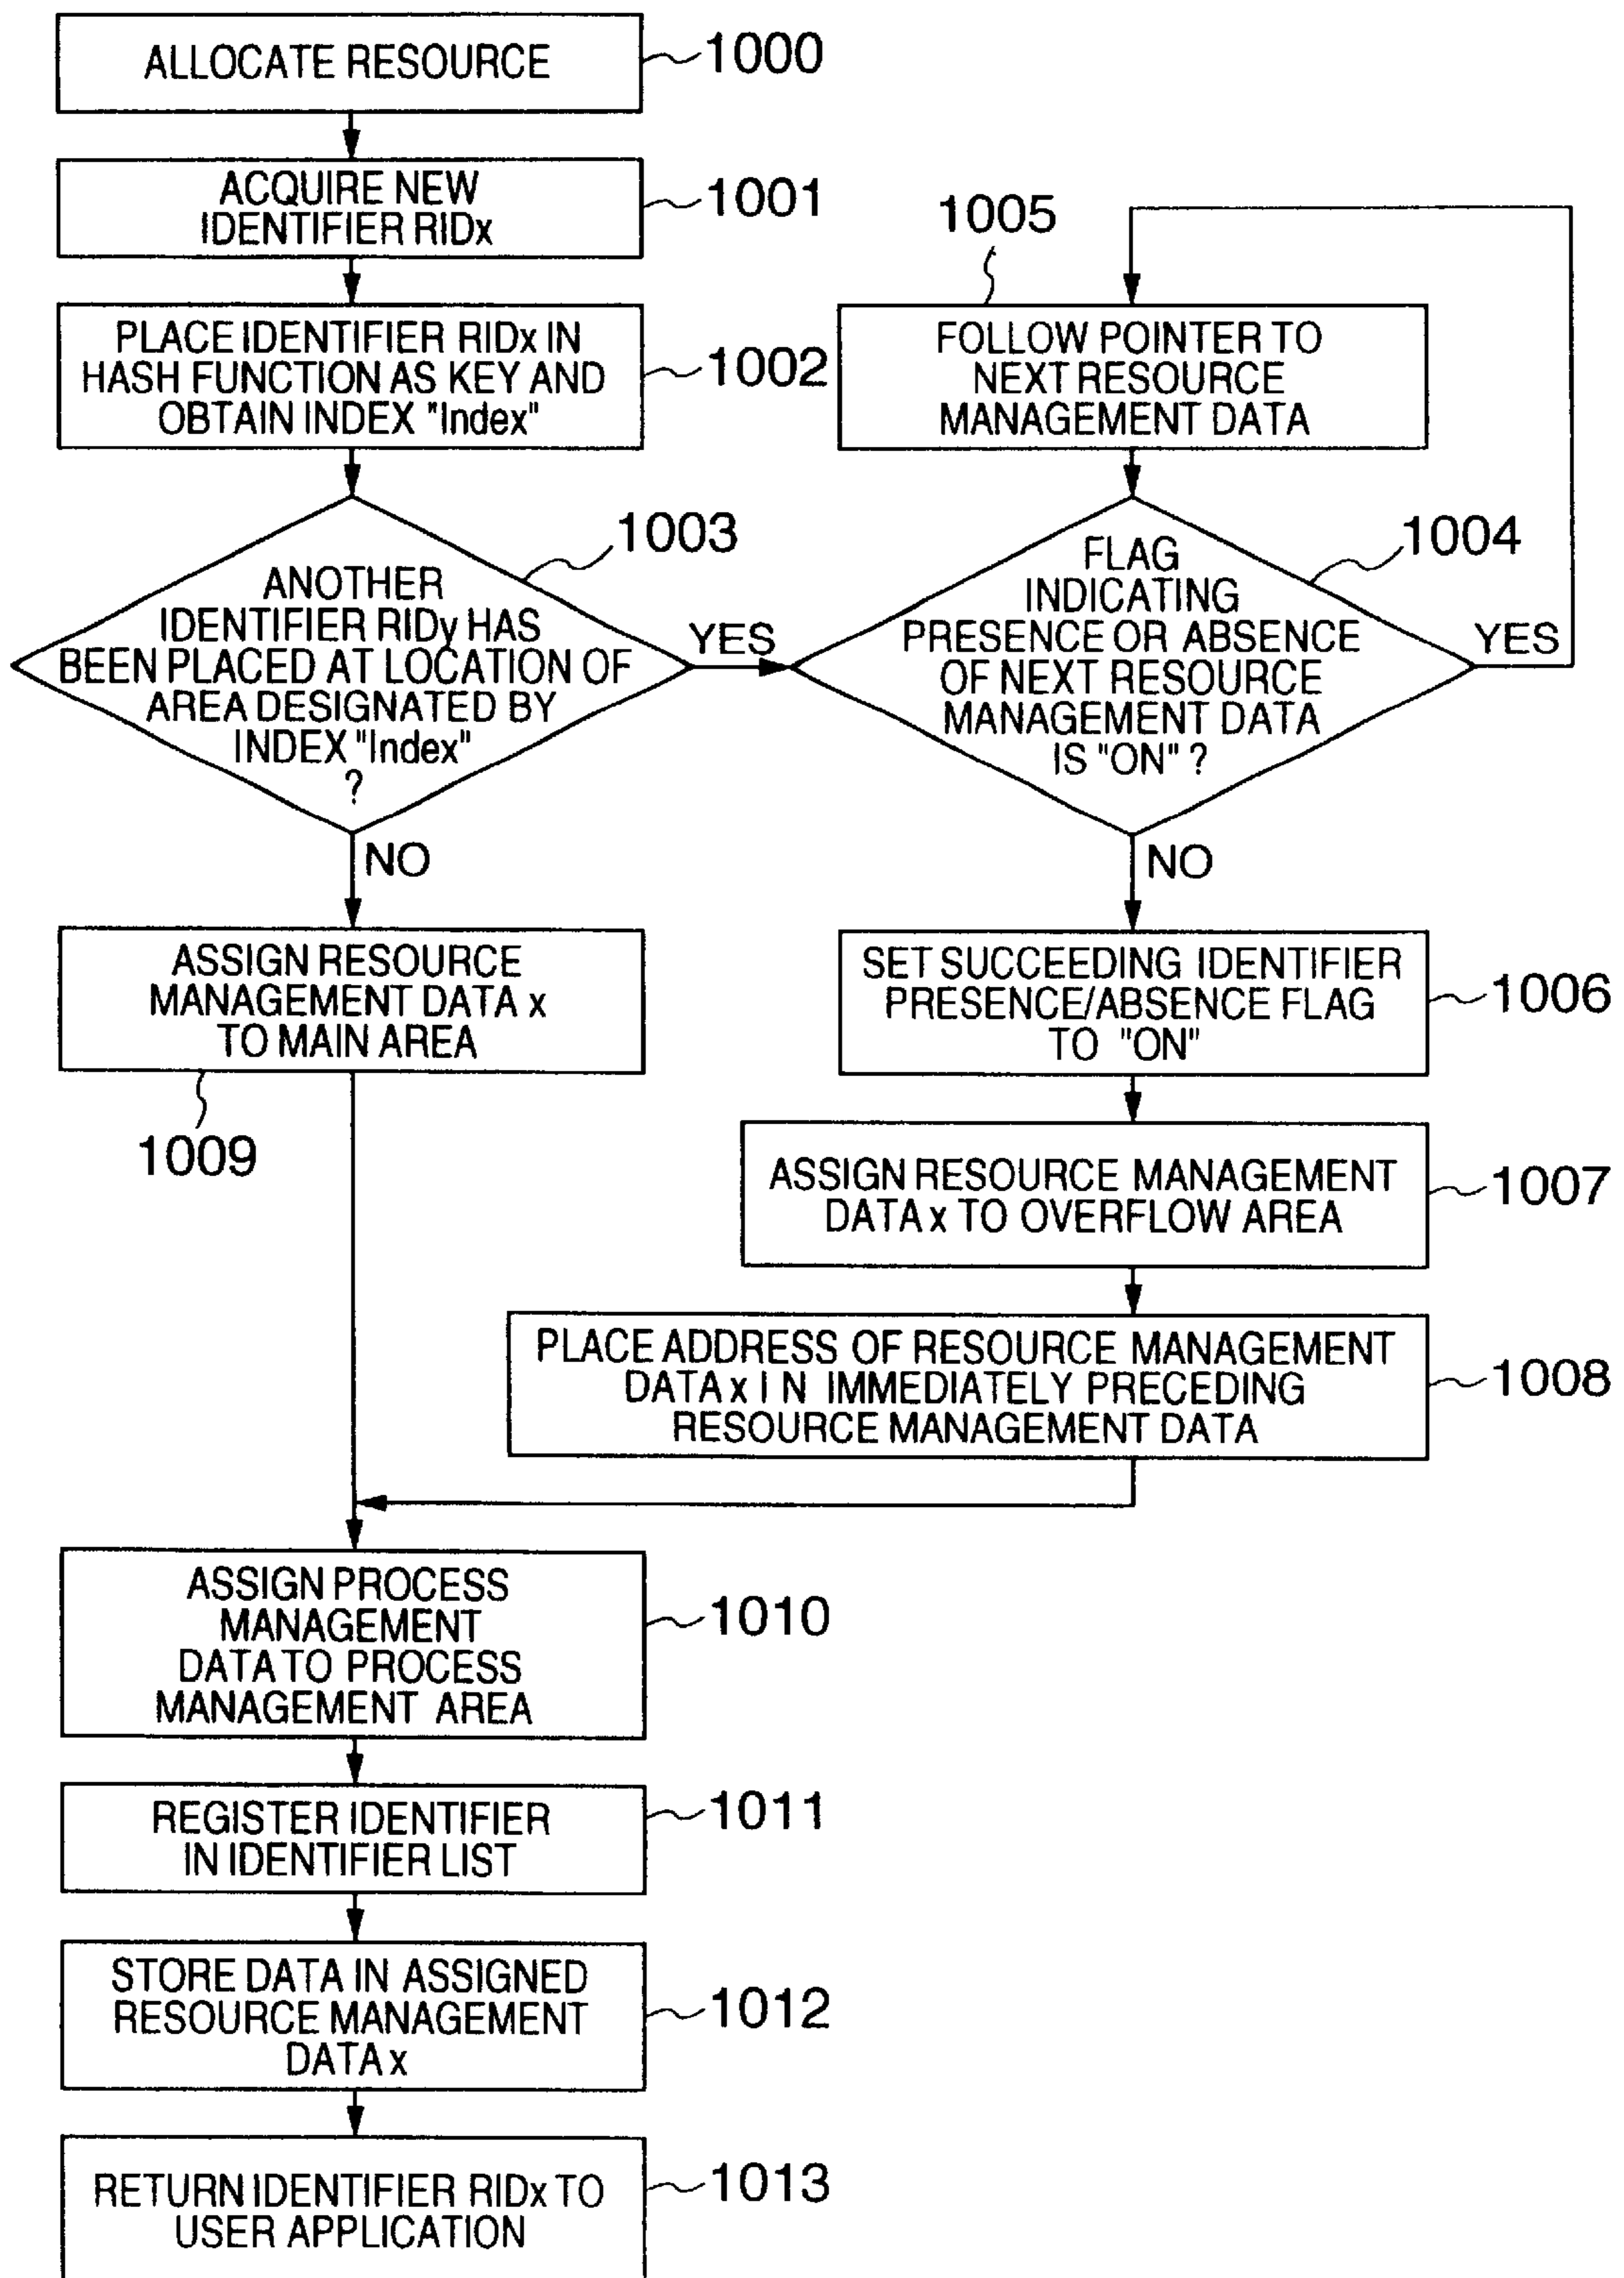 ALLOCATE RESOURCE
1000
ACQUIRE NEW
IDENTIFIER RIDx
1001
PLACE IDENTIFIER RIDx IN
HASH FUNCTION AS KEY AND
OBTAIN INDEX "Index"
1002
1005
FOLLOW POINTER TO
NEXT RESOURCE
MANAGEMENT DATA
1003
ANOTHER
IDENTIFIER RIDy HAS
BEEN PLACED AT LOCATION OF
AREA DESIGNATED BY
INDEX "Index"
?
YES
1004
FLAG
INDICATING
PRESENCE OR ABSENCE
OF NEXT RESOURCE
MANAGEMENT DATA
IS "ON" ?
YES
NO
NO
ASSIGN RESOURCE
MANAGEMENT DATA x
TO MAIN AREA
1009
SET SUCCEEDING IDENTIFIER
PRESENCE/ABSENCE FLAG
TO "ON"
1006
ASSIGN RESOURCE MANAGEMENT
DATA x TO OVERFLOW AREA
1007
PLACE ADDRESS OF RESOURCE MANAGEMENT
DATA x I N IMMEDIATELY PRECEDING
RESOURCE MANAGEMENT DATA
1008
ASSIGN PROCESS
MANAGEMENT
DATA TO PROCESS
MANAGEMENT AREA
1010
REGISTER IDENTIFIER
IN IDENTIFIER LIST
1011
STORE DATA IN ASSIGNED
RESOURCE MANAGEMENT
DATA x
1012
RETURN IDENTIFIER RIDx TO
USER APPLICATION
1013